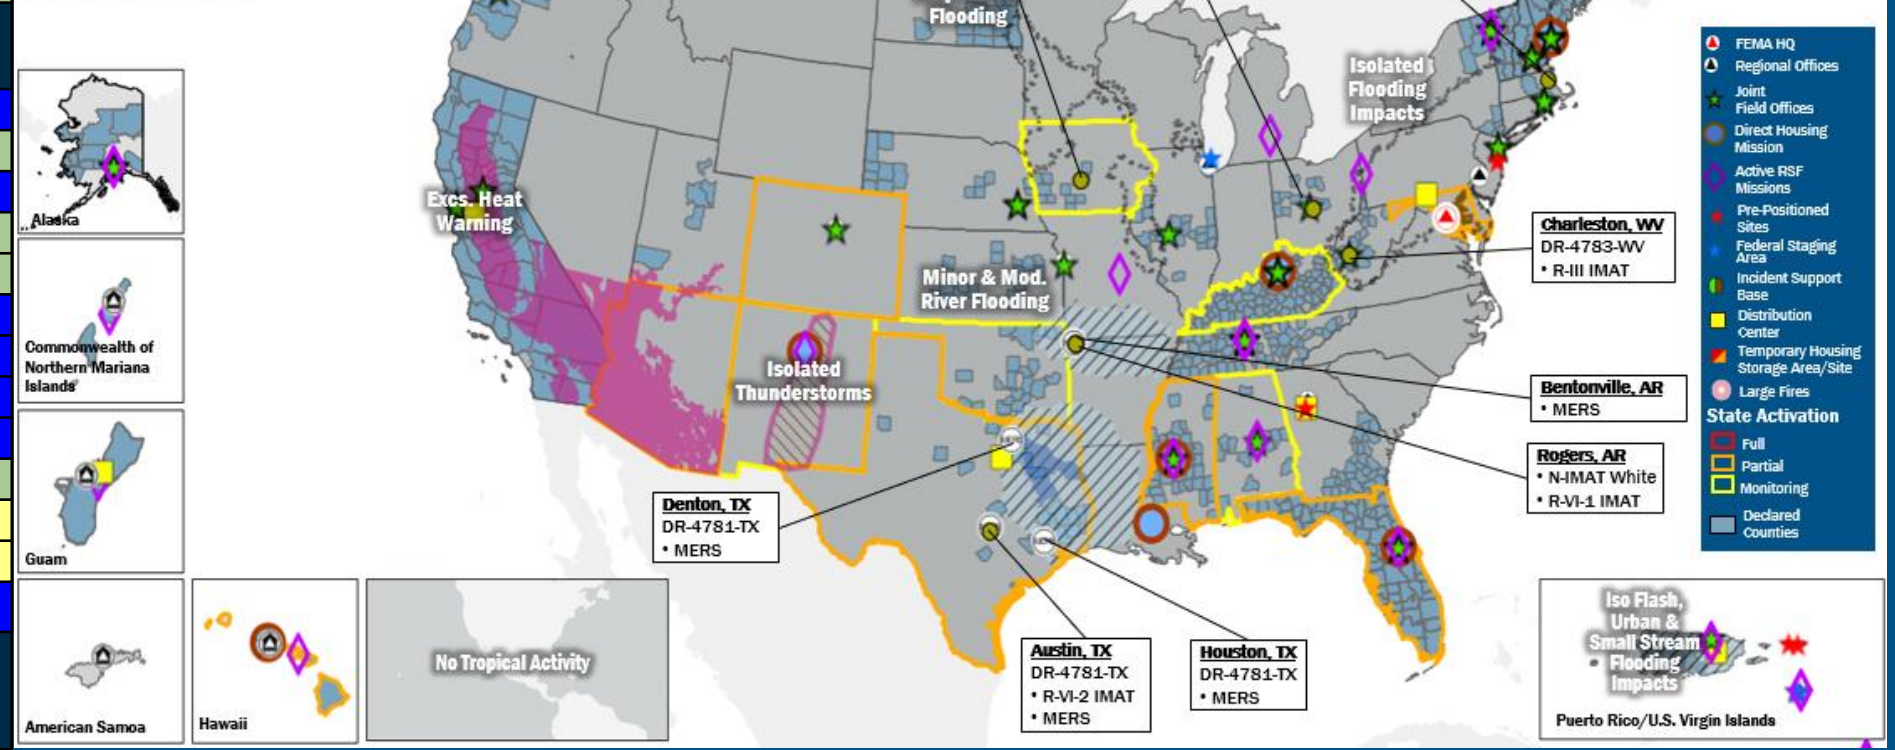 Flooding
Isolated
Flooding
Impacts
Alaska
Excs. Heat
Warning
Minor & Mod.
River Flooding
Isolated
Thunderstorms
Commonwealth of
Northern Mariana
Islands
Guam
American Samoa
Hawaii
No Tropical Activity
Denton, TX
DR-4781-TX
• MERS
Austin, TX
DR-4781-TX
• R-VI-2 IMAT
• MERS
Houston, TX
DR-4781-TX
• MERS
Charleston, WV
DR-4783-WV
• R-III IMAT
Bentonville, AR
• MERS
Rogers, AR
• N-IMAT White
• R-VI-1 IMAT
Iso Flash,
Urban &
Small Stream
Flooding
Impacts
Puerto Rico/U.S. Virgin Islands
FEMA HQ
Regional Offices
Joint
Field Offices
Direct Housing
Mission
Active RSF
Missions
Pre-Positioned
Sites
Federal Staging
Area
Incident Support
Base
Distribution
Center
Temporary Housing
Storage Area/Site
Large Fires
State Activation
Full
Partial
Monitoring
Declared
Counties